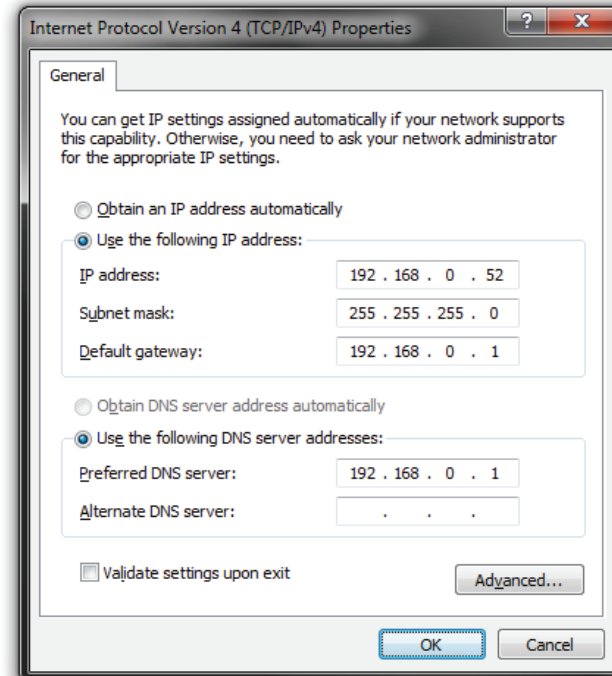 Internet Protocol Version 4 (TCP/IPv4) Properties
? X
General
You can get IP settings assigned automatically if your network supports
this capability. Otherwise, you need to ask your network administrator
for the appropriate IP settings.
Obtain an IP address automatically
Use the following IP address:
IP address: 192 . 168 . 0 . 52
Subnet mask: 255 . 255 . 255 . 0
Default gateway: 192 . 168 . 0 . 1
Obtain DNS server address automatically
Use the following DNS server addresses:
Preferred DNS server: 192 . 168 . 0 . 1
Alternate DNS server: . . .
Validate settings upon exit
Advanced...
OK Cancel